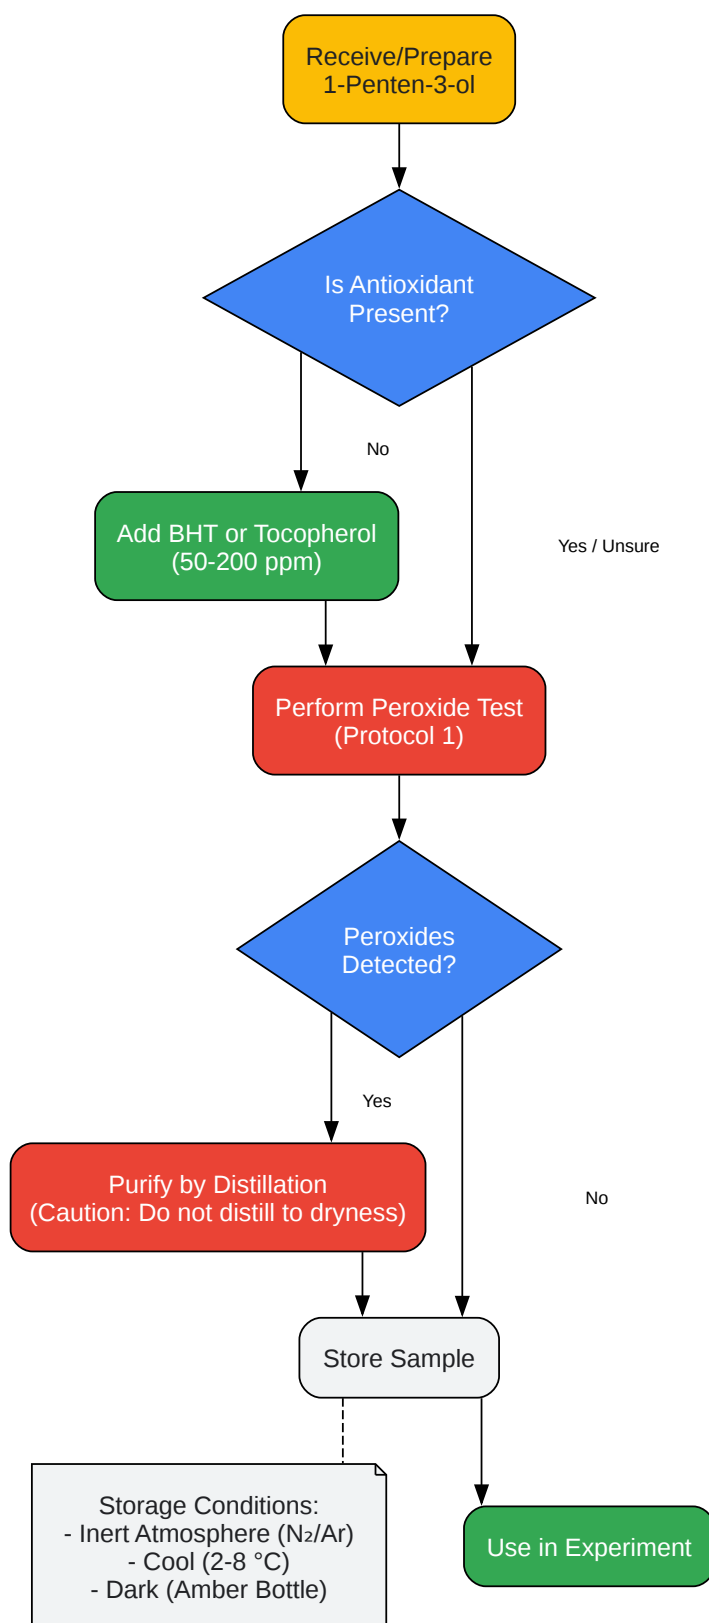 Receive/Prepare
1-Penten-3-ol
Is Antioxidant
Present?
No
Add BHT or Tocopherol
(50-200 ppm)
Yes / Unsure
Perform Peroxide Test
(Protocol 1)
Peroxides
Detected?
Yes
Purify by Distillation
(Caution: Do not distill to dryness)
No
Store Sample
Storage Conditions:
- Inert Atmosphere (N₂/Ar)
- Cool (2-8 °C)
- Dark (Amber Bottle)
Use in Experiment